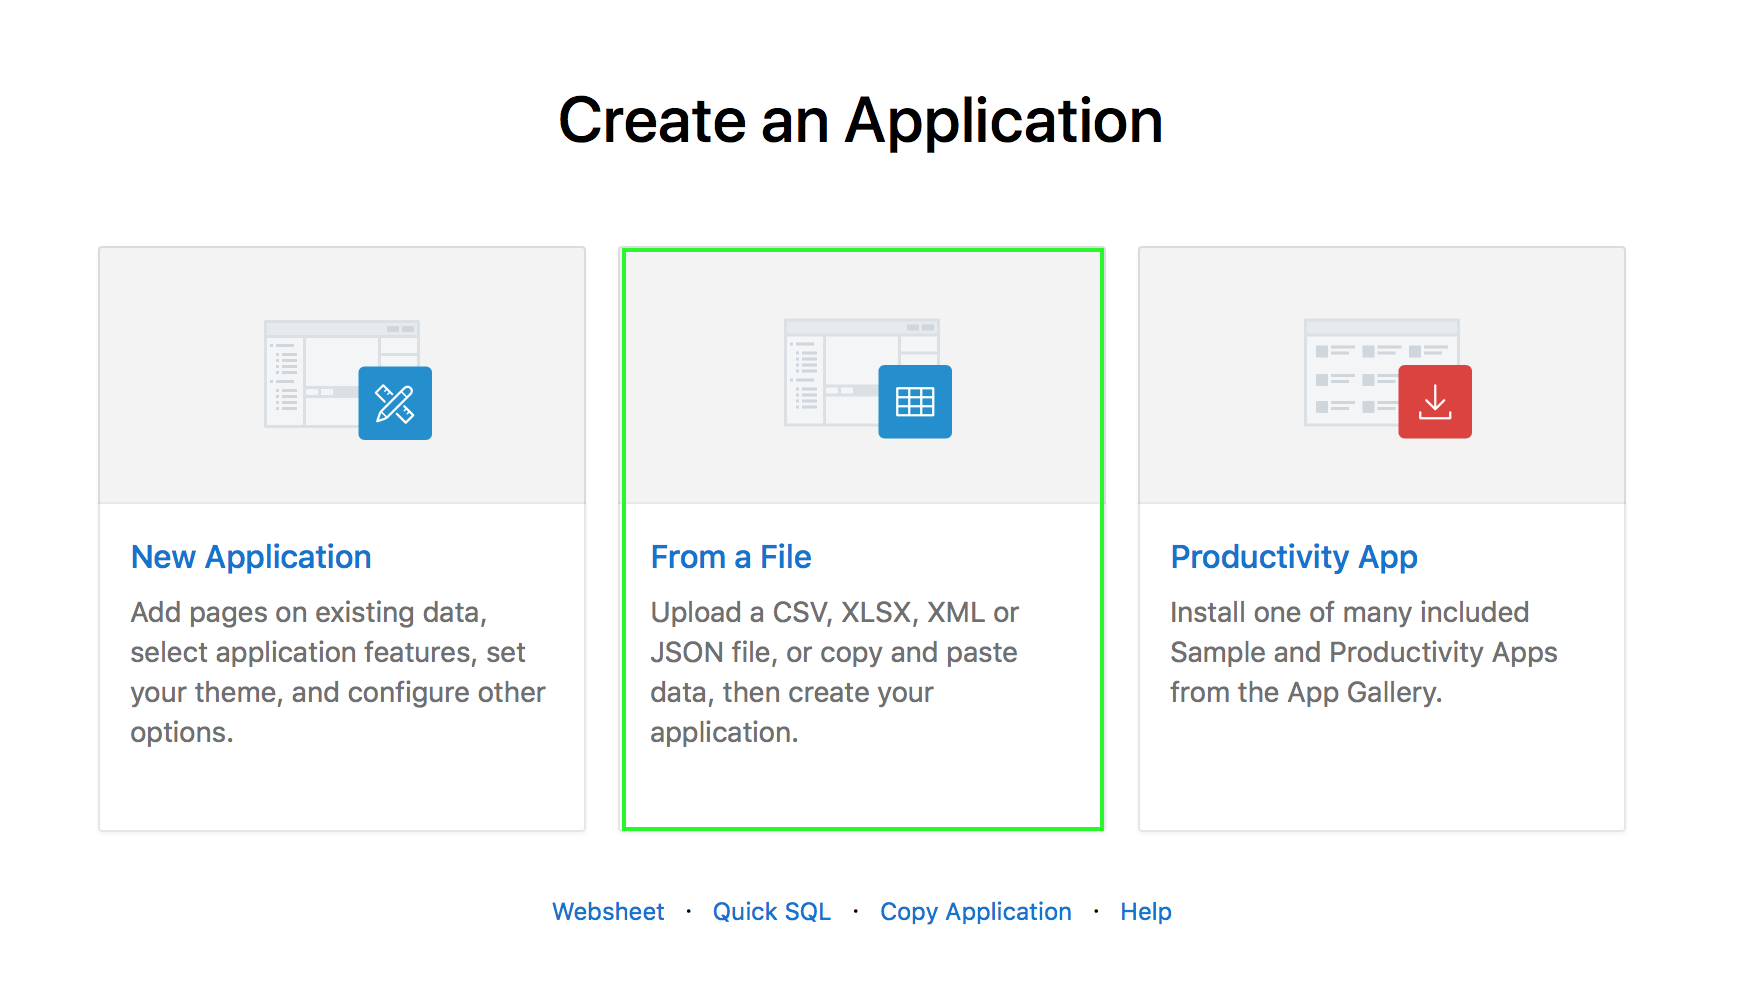 Create an Application
New Application
Add pages on existing data,
select application features, set
your theme, and configure other
options.
From a File
Upload a CSV, XLSX, XML or
JSON file, or copy and paste
data, then create your
application.
Productivity App
Install one of many included
Sample and Productivity Apps
from the App Gallery.
Websheet · Quick SQL · Copy Application · Help